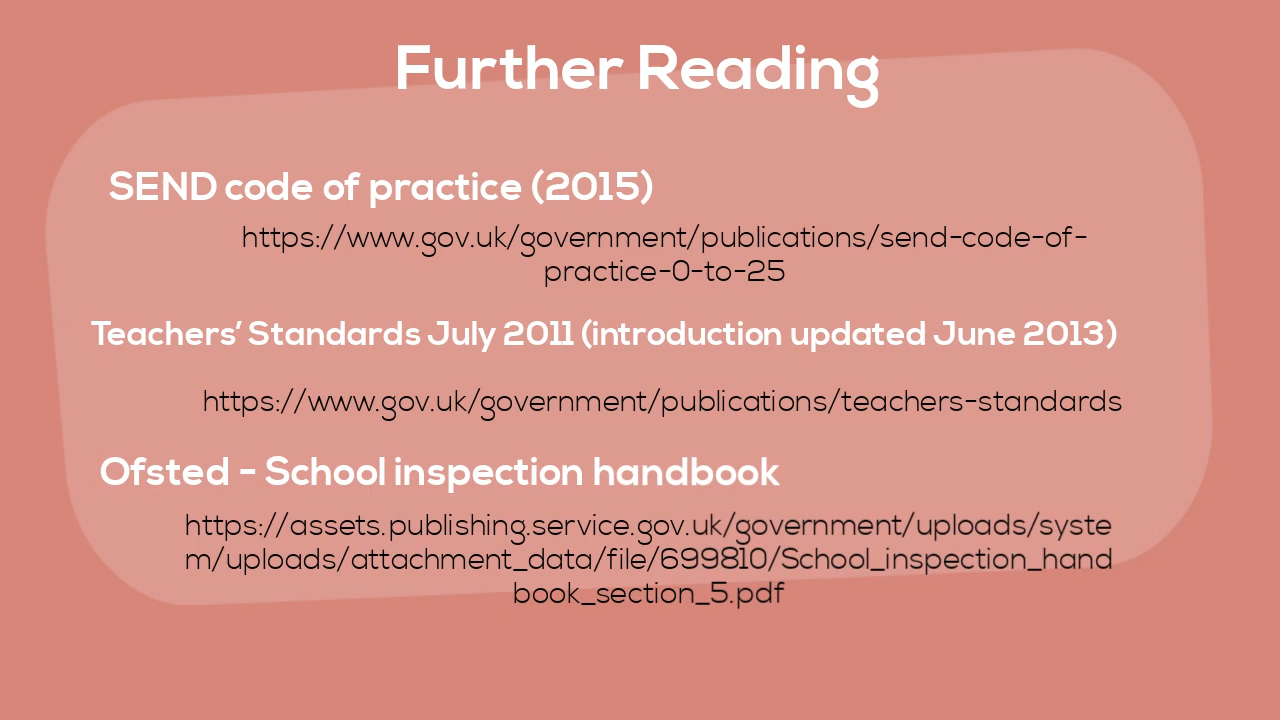 Further Reading
SEND code of practice (2015)
https://www.gov.uk/government/publications/send-code-of-
practice-0-to-25
Teachers’ Standards July 2011 (introduction updated June 2013)
https://www.gov.uk/government/publications/teachers-standards
Ofsted - School inspection handbook
https://assets.publishing.service.gov.uk/government/uploads/syste
m/uploads/attachment_data/file/699810/School_inspection_hand
book_section_5.pdf